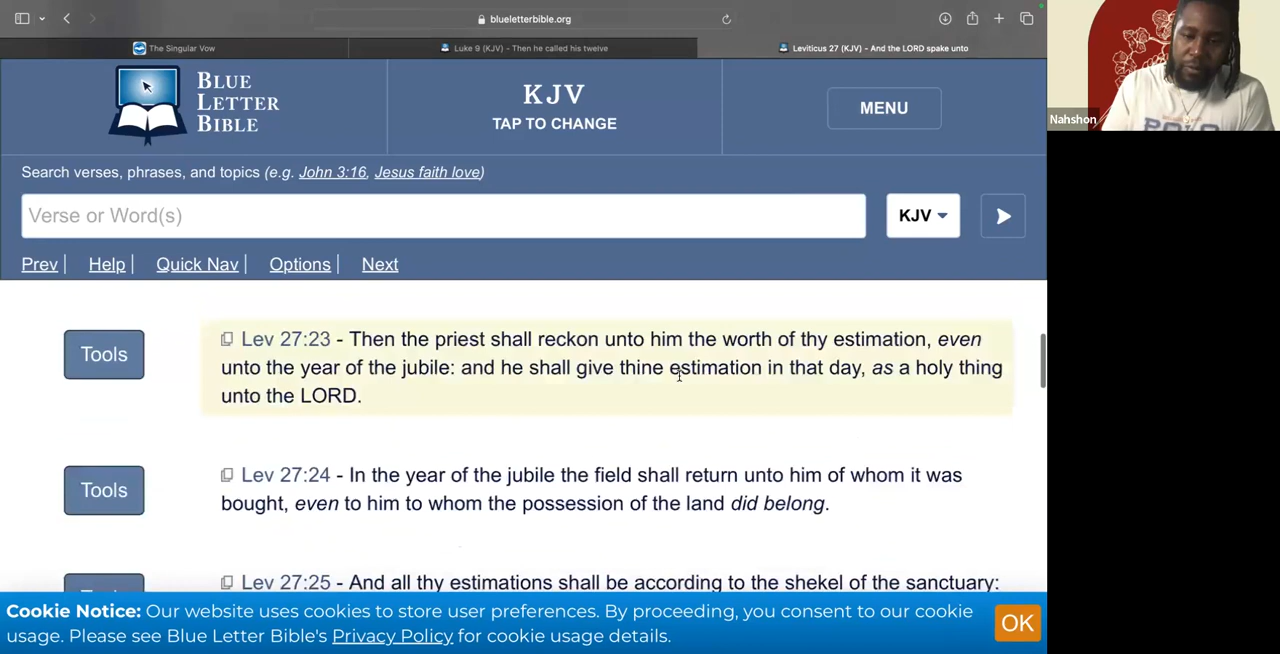 blueletterbible.org
The Singular Vow
Luke 9 (KJV) - Then he called his twelve
Leviticus 27 (KJV) - And the LORD spake unto
BLUE
LETTER
BIBLE
KJV
TAP TO CHANGE
MENU
Search verses, phrases, and topics (e.g. John 3:16, Jesus faith love)
Verse or Word(s)
KJV
Prev | Help | Quick Nav | Options | Next
Tools
Lev 27:23 - Then the priest shall reckon unto him the worth of thy estimation, even
unto the year of the jubile: and he shall give thine estimation in that day, as a holy thing
unto the LORD.
Tools
Lev 27:24 - In the year of the jubile the field shall return unto him of whom it was
bought, even to him to whom the possession of the land did belong.
Lev 27:25 - And all thy estimations shall be according to the shekel of the sanctuary:
Cookie Notice: Our website uses cookies to store user preferences. By proceeding, you consent to our cookie
usage. Please see Blue Letter Bible's Privacy Policy for cookie usage details.
OK
Nahshon
POLO